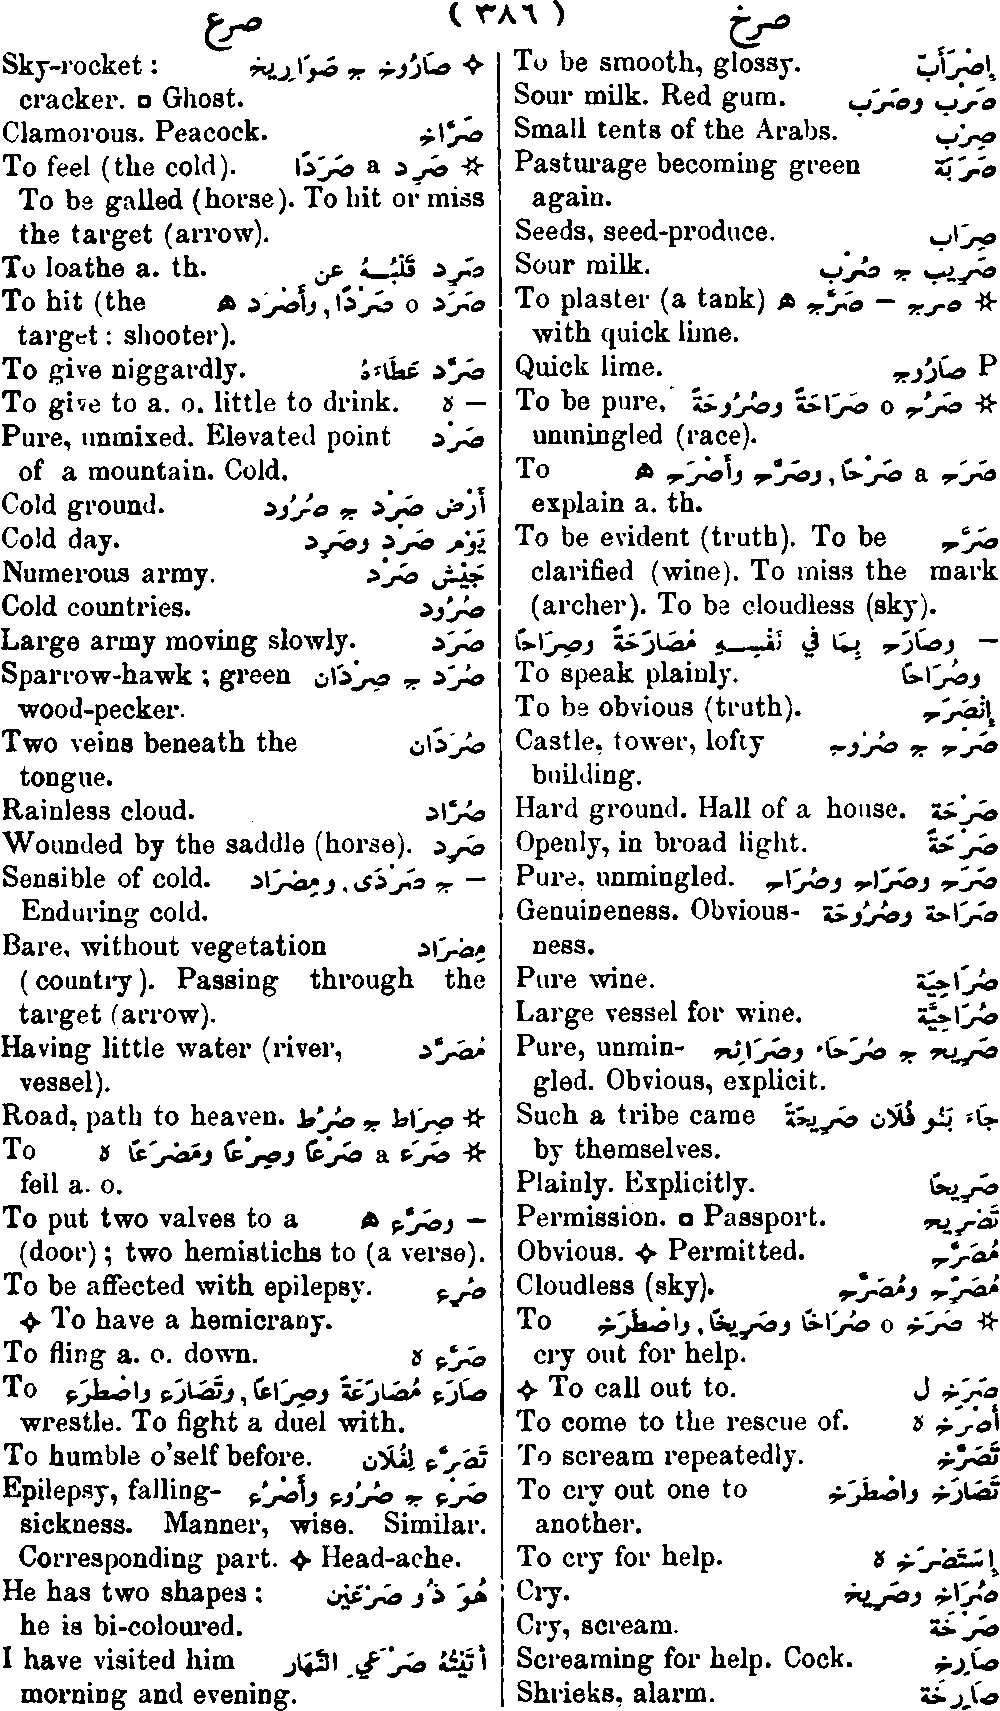 صرخ ( ٣٨٦ ) صرع
To be smooth, glossy. إِصْرَأَبَّ
Sour milk. Red gum. صَرْب وصَرَب
Small tents of the Arabs. صِرْب
Pasturage becoming green صَرَبَة
again.
Seeds, seed-produce. صِرَاب
Sour milk. صَرِيب ج صُرْب
To plaster (a tank) ☆ صرج – صَرَّج ه
with quick lime.
Quick lime. P صَارُوج
To be pure, ☆ صَرُح o صَرَاحَةً وصُرُوحَةً
unmingled (race).
To صَرَح a صَرْحًا, وصَرَّح وأَصْرَح ه
explain a. th.
To be evident (truth). To be صَرَّح
clarified (wine). To miss the mark
(archer). To be cloudless (sky).
– وصَارَح بِمَا فِي نَفْسِهِ مُصَارَحَةً وصِرَاحًا
To speak plainly. وصُرَاحًا
To be obvious (truth). إِنْصَرَح
Castle, tower, lofty صَرْح ج صُرُوح
building.
Hard ground. Hall of a house. صَرْحَة
Openly, in broad light. صَرْحَةً
Pure, unmingled. صَرَح وصَرَاح وصُرَاح
Genuineness. Obvious- صَرَاحَة وصُرُوحَة
ness.
Pure wine. صُرَاحِيَة
Large vessel for wine. صُرَاحِيَّة
Pure, unmin- صَرِيح ج صُرَحَاء وصَرَائِح
gled. Obvious, explicit.
Such a tribe came جَاءَ بَنُو فُلَان صَرِيحَةً
by themselves.
Plainly. Explicitly. صَرِيحًا
Permission. ▫ Passport. تَصْرِيح
Obvious. ✧ Permitted. مُصَرَّح
Cloudless (sky). مُصْرِح ومُصَرِّح
To ☆ صَرَخ o صُرَاخًا وصَرِيخًا, واصْطَرَخ
cry out for help.
✧ To call out to. صَرَخ ل
To come to the rescue of. أَصْرَخ ه
To scream repeatedly. تَصَرَّخ
To cry out one to تَصَارَخ واصْطَرَخ
another.
To cry for help. إِسْتَصْرَخ ه
Cry. صُرَاخ وصَرِيخ
Cry, scream. صَرْخَة
Screaming for help. Cock. صَارِخ
Shrieks, alarm. صَارِخَة
Sky-rocket : ✧ صَارُوخ ج صَوَارِيخ
cracker. ▫ Ghost.
Clamorous. Peacock. صَرَّاخ
To feel (the cold). ☆ صَرِد a صَرَدًا
To be galled (horse). To hit or miss
the target (arrow).
To loathe a. th. صَرِد قَلْبُهُ عن
To hit (the صَرَد o صَرْدًا, وأَصْرَد ه
target : shooter).
To give niggardly. صَرَّد عَطَاءَهُ
To give to a. o. little to drink. – ه
Pure, unmixed. Elevated point صَرْد
of a mountain. Cold.
Cold ground. أَرْض صَرْد ج صُرُود
Cold day. يَوْم صَرْد وصَرِد
Numerous army. جَيْش صَرْد
Cold countries. صُرُود
Large army moving slowly. صَرَد
Sparrow-hawk ; green صُرَد ج صِرْدَان
wood-pecker.
Two veins beneath the صُرَدَان
tongue.
Rainless cloud. صُرَّاد
Wounded by the saddle (horse). صَرِد
Sensible of cold. – ج صَرْدَى, ومِصْرَاد
Enduring cold.
Bare, without vegetation مِصْرَاد
(country). Passing through the
target (arrow).
Having little water (river, مُصَرَّد
vessel).
Road, path to heaven. ☆ صِرَاط ج صُرُط
To ☆ صَرَع a صَرْعًا وصِرْعًا ومَصْرَعًا ه
fell a. o.
To put two valves to a – وصَرَّع ه
(door) ; two hemistichs to (a verse).
To be affected with epilepsy. صُرِع
✧ To have a hemicrany.
To fling a. o. down. صَرَّع ه
To صَارَع مُصَارَعَةً وصِرَاعًا, وتَصَارَع واصْطَرَع
wrestle. To fight a duel with.
To humble o'self before. تَصَرَّع لِفُلَان
Epilepsy, falling- صَرْع ج صُرُوع وأَصْرُع
sickness. Manner, wise. Similar.
Corresponding part. ✧ Head-ache.
He has two shapes : هُوَ ذُو صَرْعَيْن
he is bi-coloured.
I have visited him أَتَيْتُهُ صَرْعَيِ النَّهَار
morning and evening.